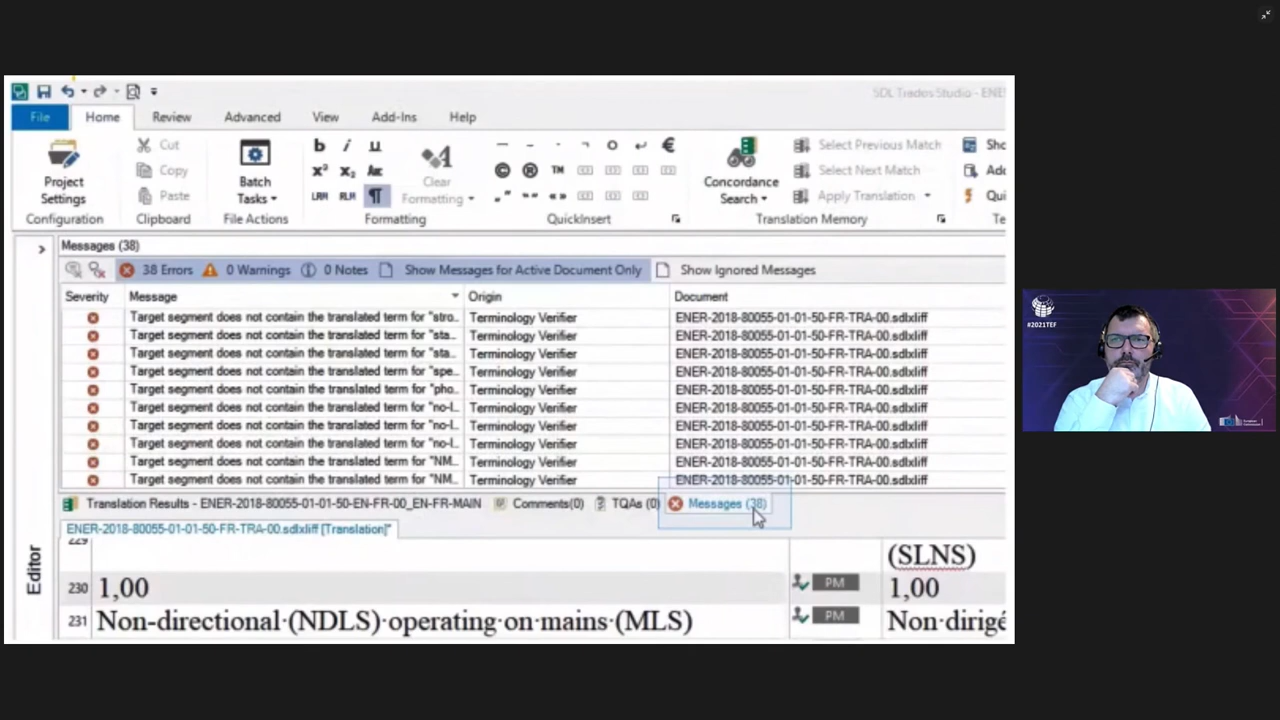 SDL Trados Studio - ENE
File Home Review Advanced View Add-Ins Help
Project Settings
Configuration
Cut
Copy
Paste
Clipboard
Batch Tasks
File Actions
Clear Formatting
Formatting
QuickInsert
Concordance Search
Select Previous Match
Select Next Match
Apply Translation
Translation Memory
Messages (38)
38 Errors 0 Warnings 0 Notes Show Messages for Active Document Only Show Ignored Messages
Severity Message Origin Document
Target segment does not contain the translated term for "stro... Terminology Verifier ENER-2018-80055-01-01-50-FR-TRA-00.sdlxliff
Target segment does not contain the translated term for "sta... Terminology Verifier ENER-2018-80055-01-01-50-FR-TRA-00.sdlxliff
Target segment does not contain the translated term for "sta... Terminology Verifier ENER-2018-80055-01-01-50-FR-TRA-00.sdlxliff
Target segment does not contain the translated term for "spe... Terminology Verifier ENER-2018-80055-01-01-50-FR-TRA-00.sdlxliff
Target segment does not contain the translated term for "pho... Terminology Verifier ENER-2018-80055-01-01-50-FR-TRA-00.sdlxliff
Target segment does not contain the translated term for "no-l... Terminology Verifier ENER-2018-80055-01-01-50-FR-TRA-00.sdlxliff
Target segment does not contain the translated term for "no-l... Terminology Verifier ENER-2018-80055-01-01-50-FR-TRA-00.sdlxliff
Target segment does not contain the translated term for "no-l... Terminology Verifier ENER-2018-80055-01-01-50-FR-TRA-00.sdlxliff
Target segment does not contain the translated term for "NM... Terminology Verifier ENER-2018-80055-01-01-50-FR-TRA-00.sdlxliff
Target segment does not contain the translated term for "NM... Terminology Verifier ENER-2018-80055-01-01-50-FR-TRA-00.sdlxliff
Translation Results - ENER-2018-80055-01-01-50-EN-FR-00_EN-FR-MAIN Comments(0) TQAs (0) Messages (38)
ENER-2018-80055-01-01-50-FR-TRA-00.sdlxliff [Translation]*
Editor
229 (SLNS)
230 1,00 PM 1,00
231 Non-directional·(NDLS)·operating·on·mains·(MLS) PM Non·dirigé
#2021TEF